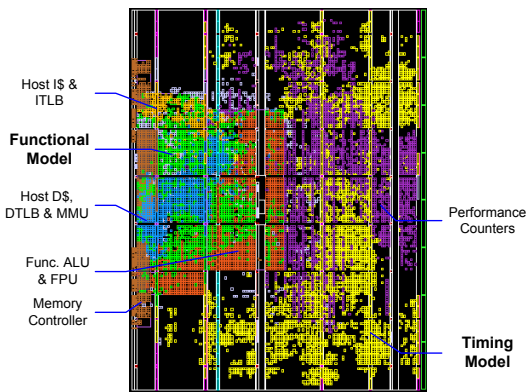 Host I$ &
ITLB
Functional
Model
Host D$,
DTLB & MMU
Func. ALU
& FPU
Memory
Controller
Performance
Counters
Timing
Model